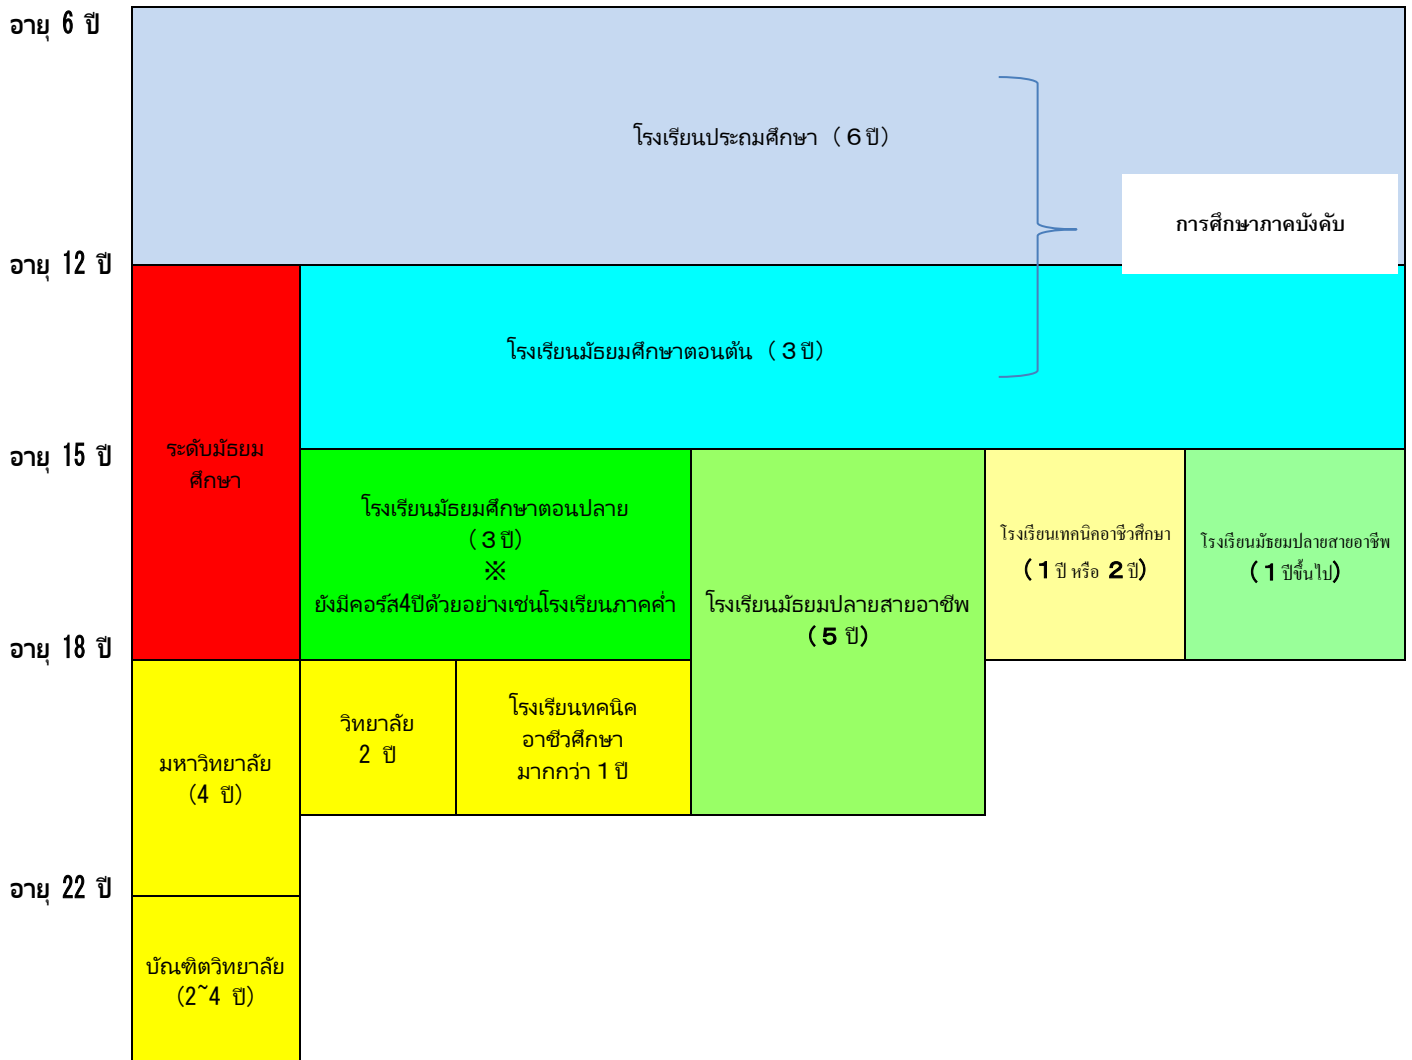 อายุ 6 ปี
โรงเรียนประถมศึกษา (6ปี)
การศึกษาภาคบังคับ
อายุ 12 ปี
โรงเรียนมัธยมศึกษาตอนต้น (3ปี)
อายุ 15 ปี
ระดับมัธยม
ศึกษา
โรงเรียนมัธยมศึกษาตอนปลาย
(3ปี)
※
ยังมีคอร์ส4ปีด้วยอย่างเช่นโรงเรียนภาคค่ำ
โรงเรียนมัธยมปลายสายอาชีพ
(5 ปี)
โรงเรียนเทคนิคอาชีวศึกษา
(1 ปี หรือ 2 ปี)
โรงเรียนมัธยมปลายสายอาชีพ
(1 ปีขึ้นไป)
อายุ 18 ปี
มหาวิทยาลัย
(4 ปี)
วิทยาลัย
2 ปี
โรงเรียนทคนิค
อาชีวศึกษา
มากกว่า 1 ปี
อายุ 22 ปี
บัณฑิตวิทยาลัย
(2~4 ปี)